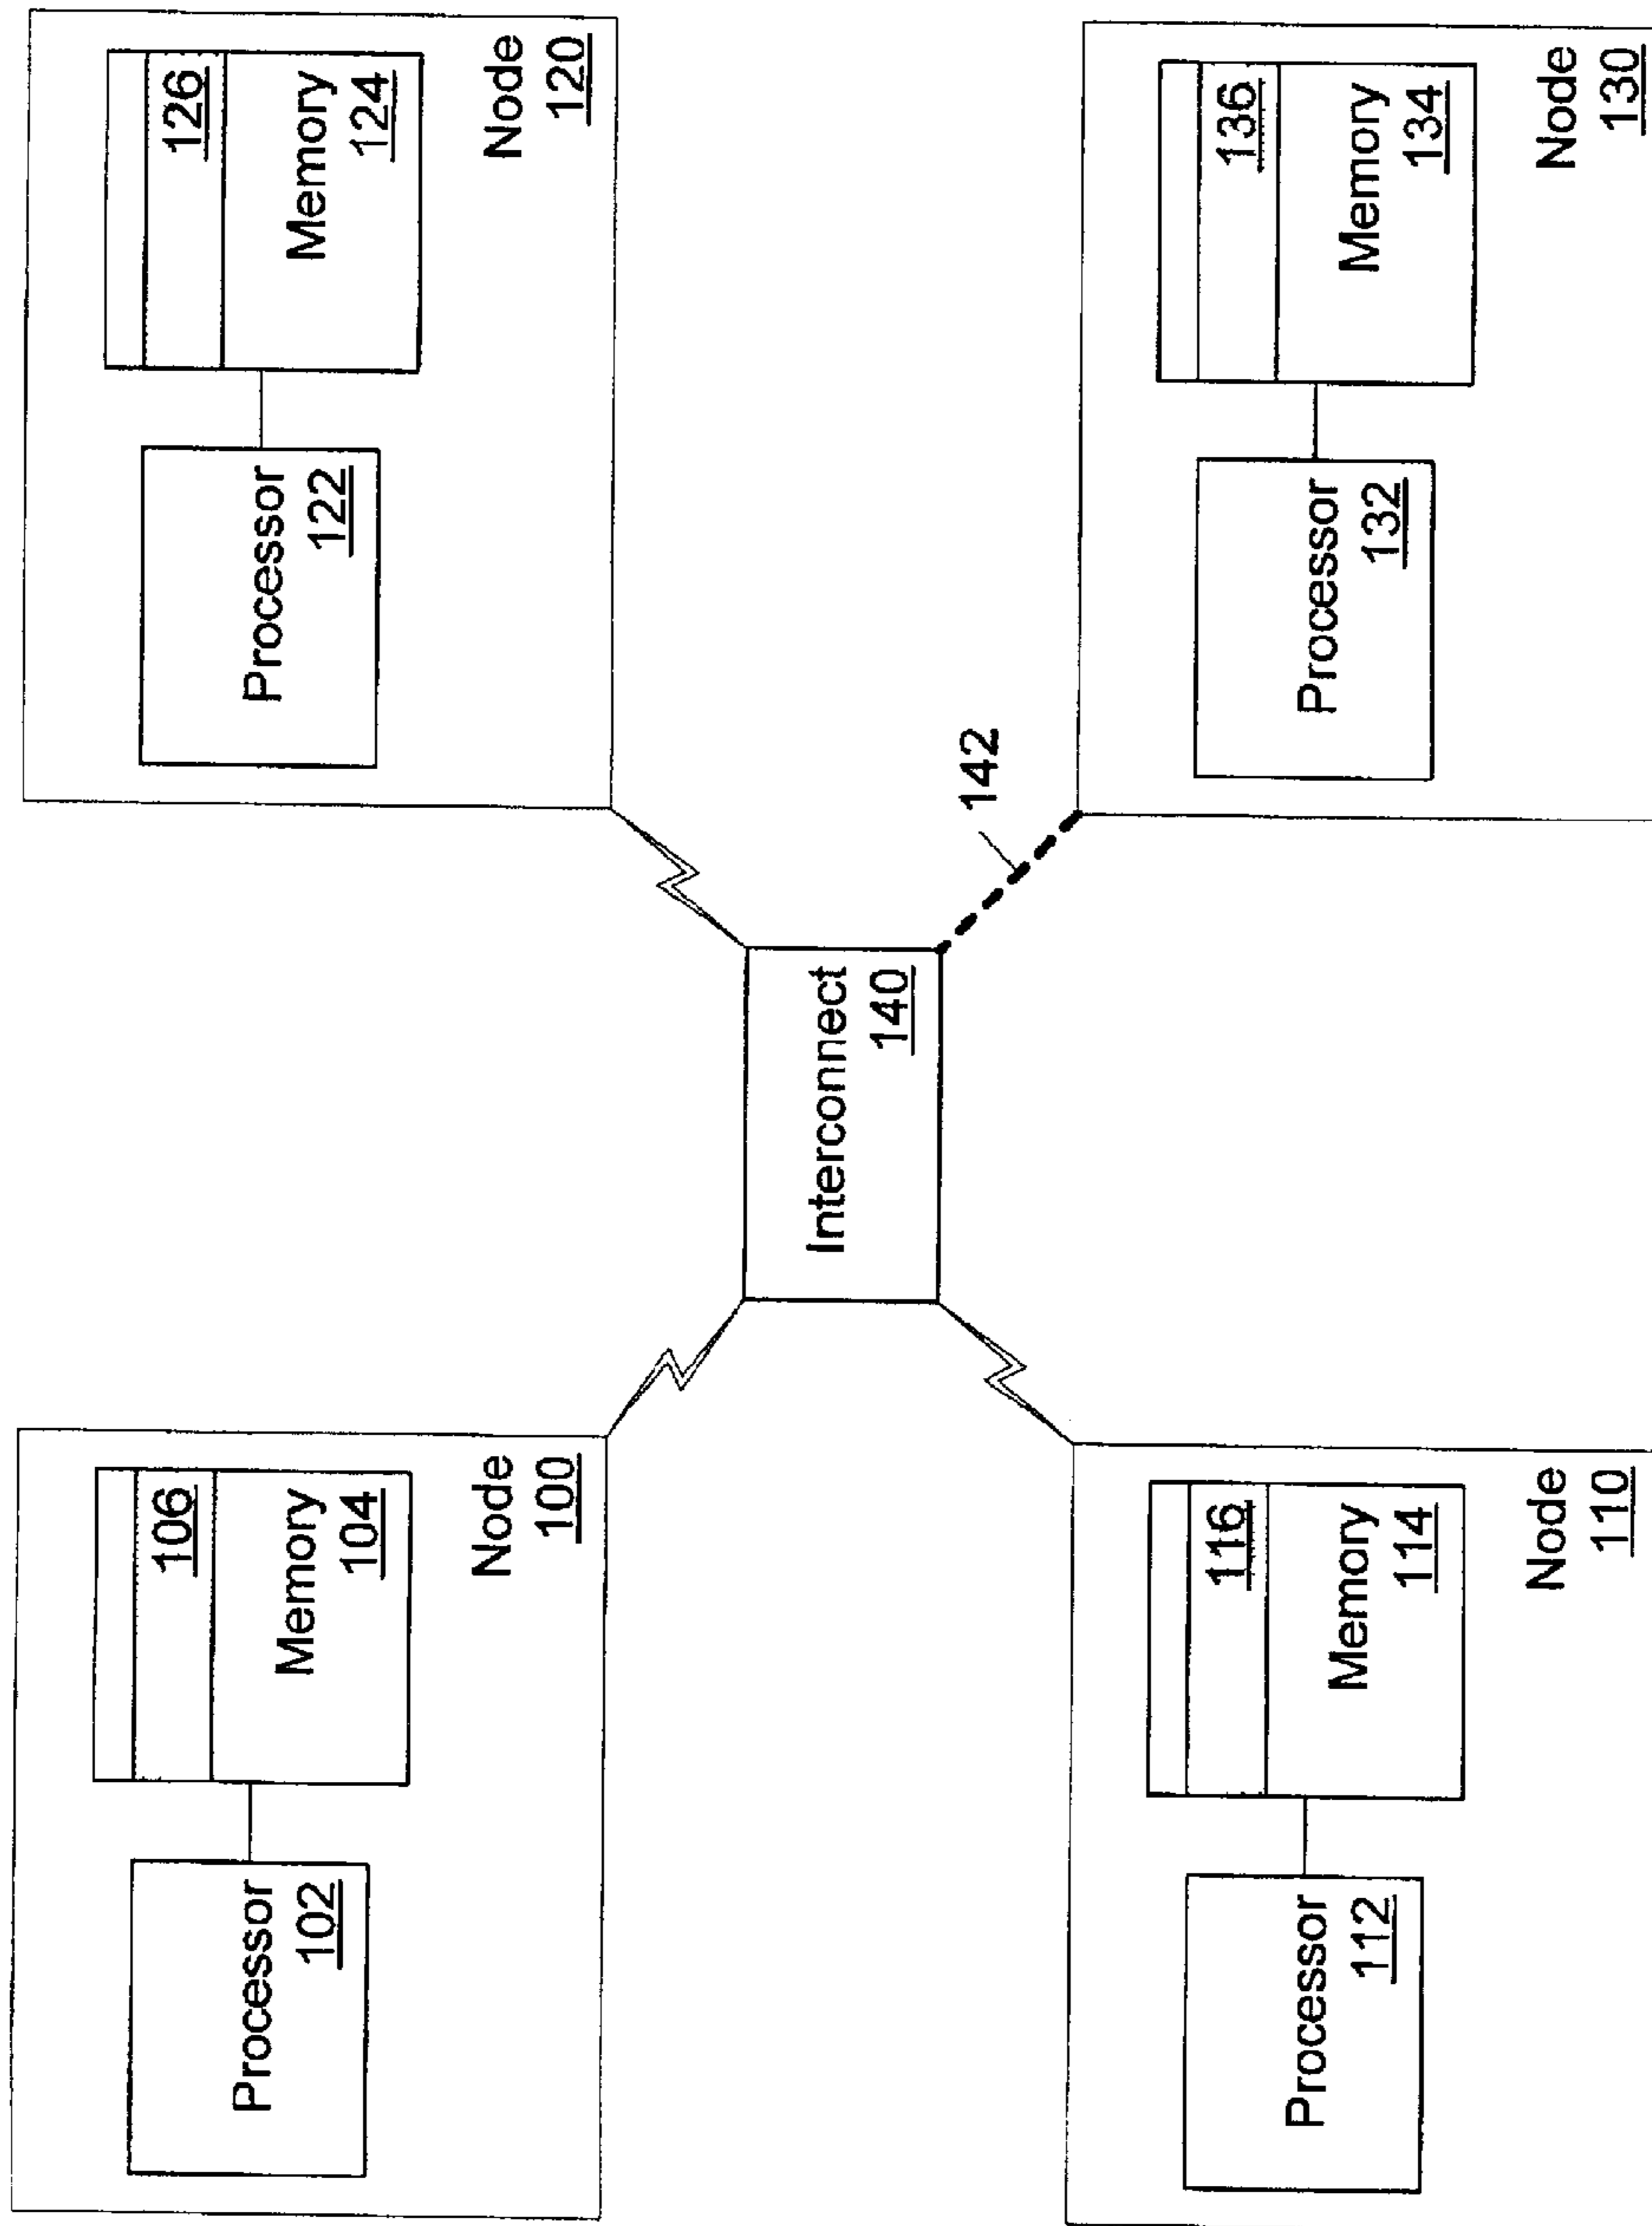 Processor
102
106
Memory
104
Node
100
Processor
122
126
Memory
124
Node
120
Interconnect
140
142
Processor
112
116
Memory
114
Node
110
Processor
132
136
Memory
134
Node
130